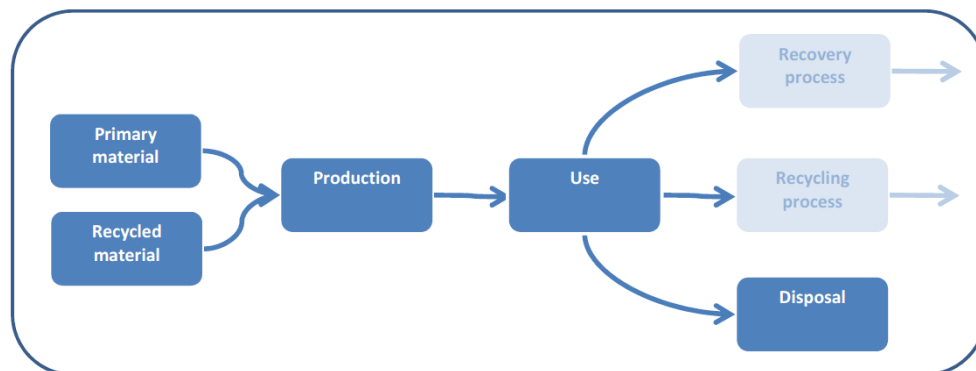 Recovery
process
Primary
material
Production
Use
Recycling
process
Recycled
material
Disposal